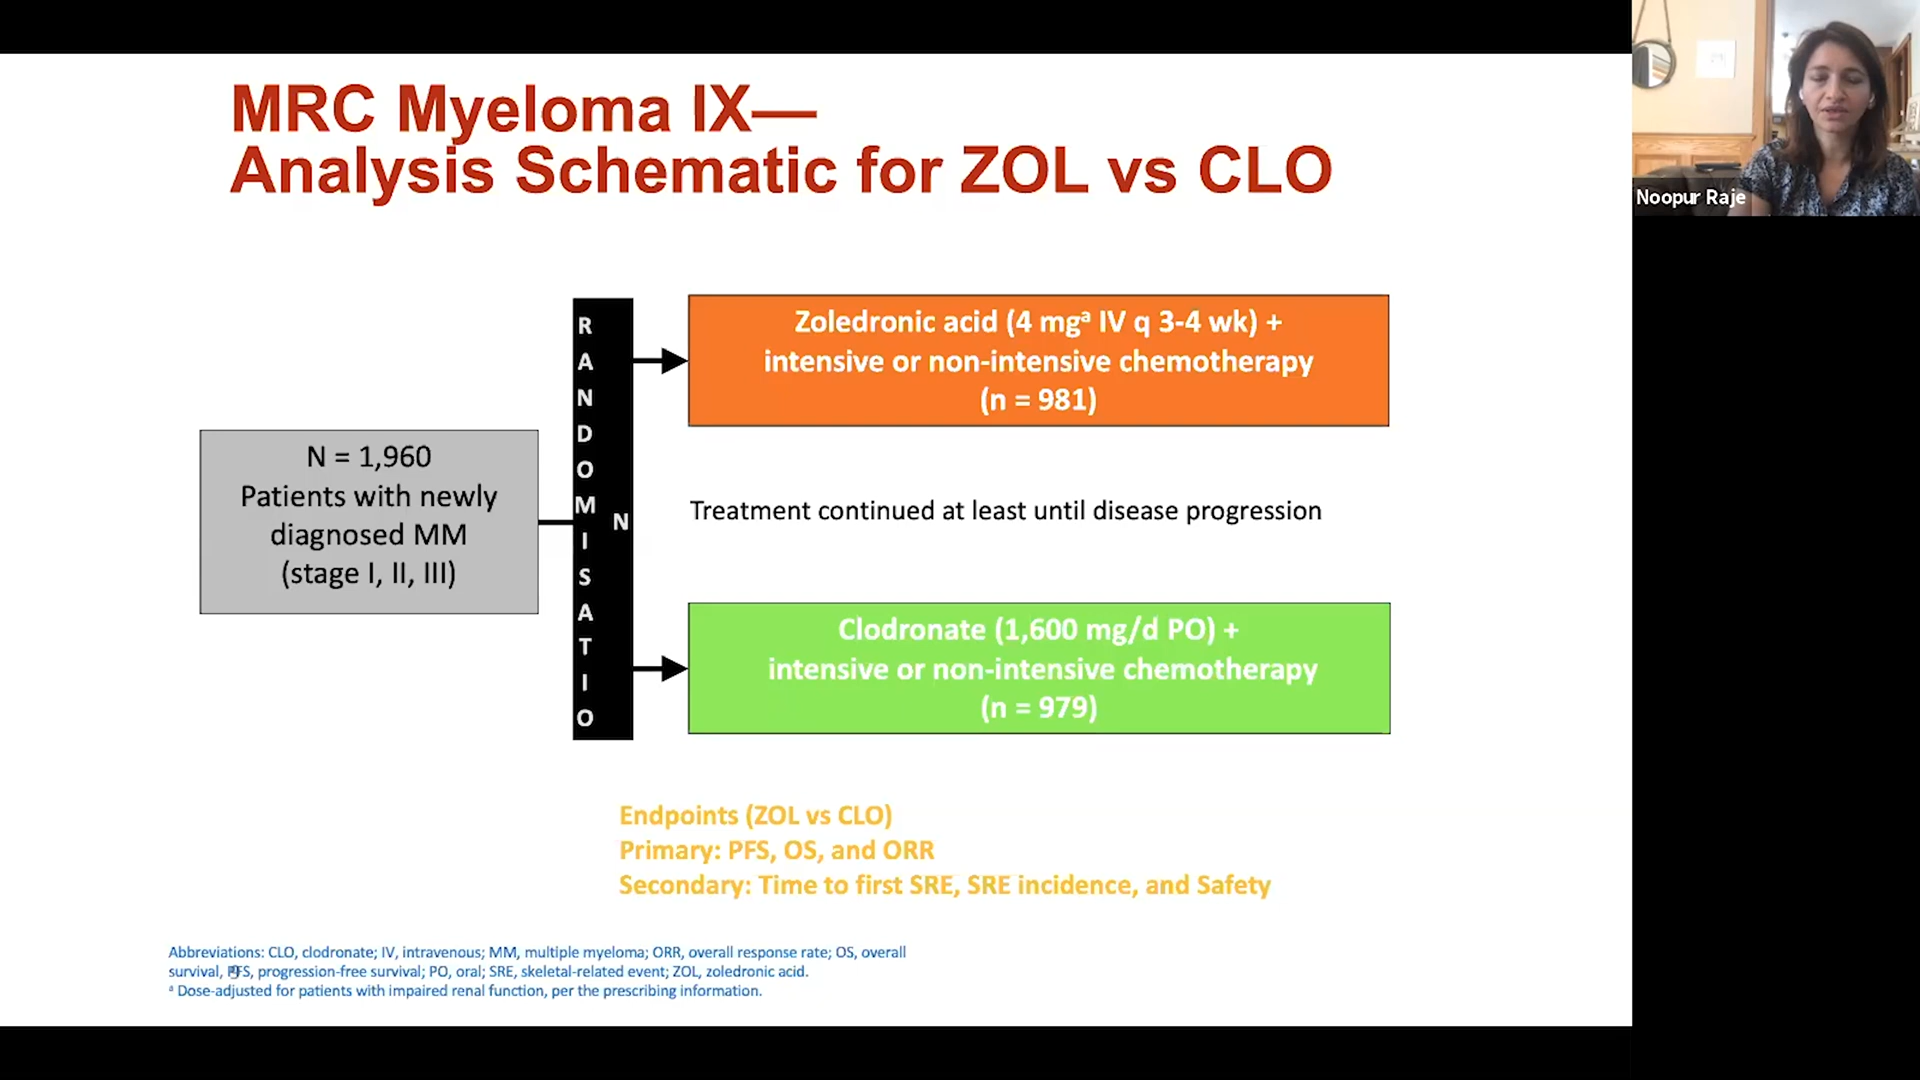 MRC Myeloma IX—
Analysis Schematic for ZOL vs CLO
Noopur Raje
N = 1,960
Patients with newly
diagnosed MM
(stage I, II, III)
R
A
N
D
O
M
I
S
A
T
I
O
N
Zoledronic acid (4 mgᵃ IV q 3-4 wk) +
intensive or non-intensive chemotherapy
(n = 981)
Treatment continued at least until disease progression
Clodronate (1,600 mg/d PO) +
intensive or non-intensive chemotherapy
(n = 979)
Endpoints (ZOL vs CLO)
Primary: PFS, OS, and ORR
Secondary: Time to first SRE, SRE incidence, and Safety
Abbreviations: CLO, clodronate; IV, intravenous; MM, multiple myeloma; ORR, overall response rate; OS, overall
survival, PFS, progression-free survival; PO, oral; SRE, skeletal-related event; ZOL, zoledronic acid.
ᵃ Dose-adjusted for patients with impaired renal function, per the prescribing information.